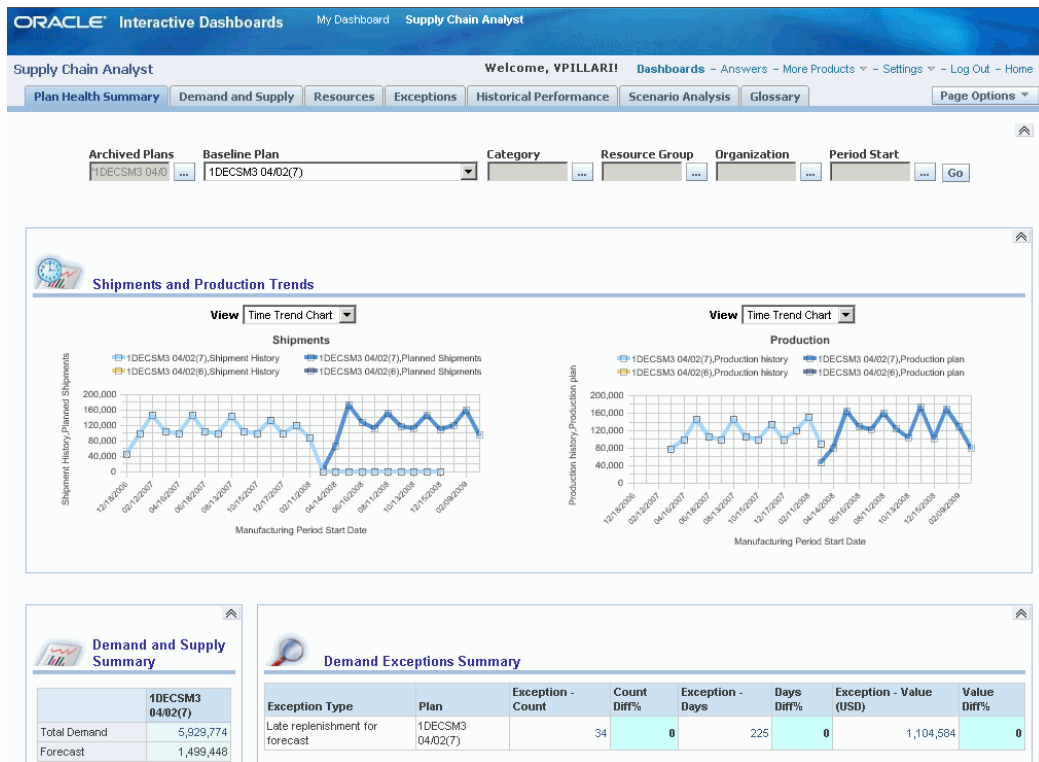 ORACLE® Interactive Dashboards My Dashboard Supply Chain Analyst
Supply Chain Analyst Welcome, VPILLARI! Dashboards - Answers - More Products - Settings - Log Out - Home
Plan Health Summary Demand and Supply Resources Exceptions Historical Performance Scenario Analysis Glossary Page Options
Archived Plans Baseline Plan Category Resource Group Organization Period Start
'1DECSM3 04/0 ... 1DECSM3 04/02(7) ... ... ... ... Go
Shipments and Production Trends
View Time Trend Chart
Shipments
1DECSM3 04/02(7),Shipment History 1DECSM3 04/02(7),Planned Shipments
1DECSM3 04/02(6),Shipment History 1DECSM3 04/02(6),Planned Shipments
Shipment History,Planned Shipments
200,000
160,000
120,000
80,000
40,000
0
12/18/2006 02/12/2007 04/16/2007 06/18/2007 08/13/2007 10/15/2007 12/17/2007 02/11/2008 04/14/2008 06/16/2008 08/11/2008 10/13/2008 12/15/2008 02/09/2009
Manufacturing Period Start Date
View Time Trend Chart
Production
1DECSM3 04/02(7),Production history 1DECSM3 04/02(7),Production plan
1DECSM3 04/02(6),Production history 1DECSM3 04/02(6),Production plan
Production history,Production plan
200,000
160,000
120,000
80,000
40,000
0
12/18/2006 02/12/2007 04/16/2007 06/18/2007 08/13/2007 10/15/2007 12/17/2007 02/11/2008 04/14/2008 06/16/2008 08/11/2008 10/13/2008 12/15/2008 02/09/2009
Manufacturing Period Start Date
Demand and Supply
Summary
1DECSM3
04/02(7)
Total Demand 5,929,774
Forecast 1,499,448
Demand Exceptions Summary
Exception Type Plan Exception - Count Count Diff% Exception - Days Days Diff% Exception - Value (USD) Value Diff%
Late replenishment for forecast 1DECSM3 04/02(7) 34 0 225 0 1,104,584 0